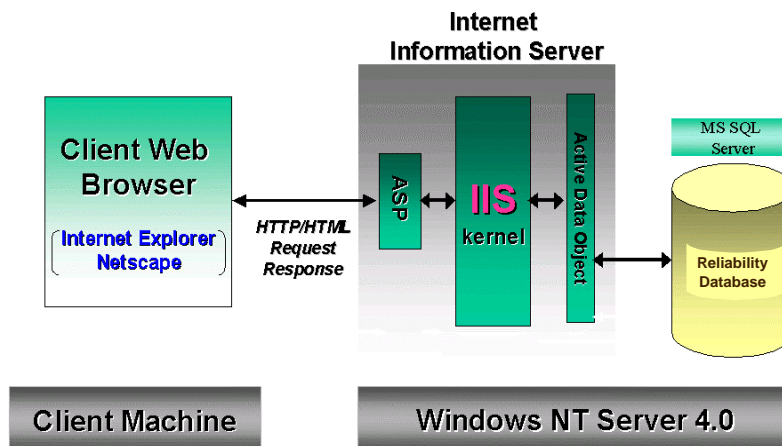 Internet
Information Server
Client Web
Browser
Internet Explorer
Netscape
HTTP/HTML
Request
Response
ASP
IIS
kernel
Active Data Object
MS SQL
Server
Reliability
Database
Client Machine
Windows NT Server 4.0